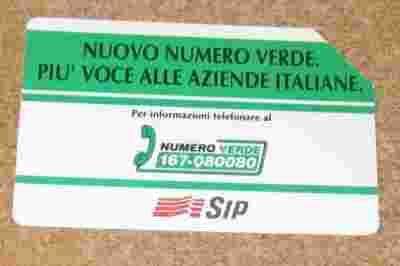 NUOVO NUMERO VERDE.
PIU' VOCE ALLE AZIENDE ITALIANE.
Per informazioni telefonare al
NUMERO VERDE
167-080080
SIP